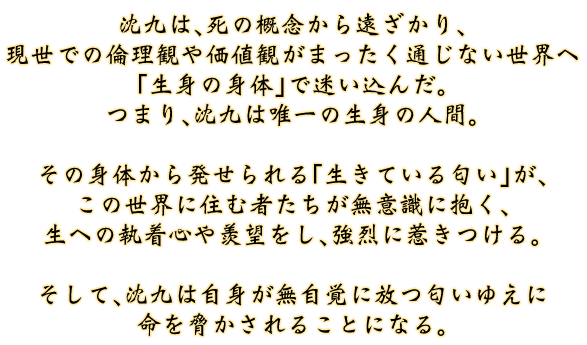 沈丸は、死の概念から遠ざかり、
現世での倫理観や価値観がまったく通じない世界へ
「生身の身体」で迷い込んだ。
つまり、沈丸は唯一の生身の人間。
その身体から発せられる「生きている匂い」が、
この世界に住む者たちが無意識に抱く、
生への執着心や羨望をし、強烈に惹きつける。
そして、沈丸は自身が無自覚に放つ匂いゆえに
命を脅かされることになる。